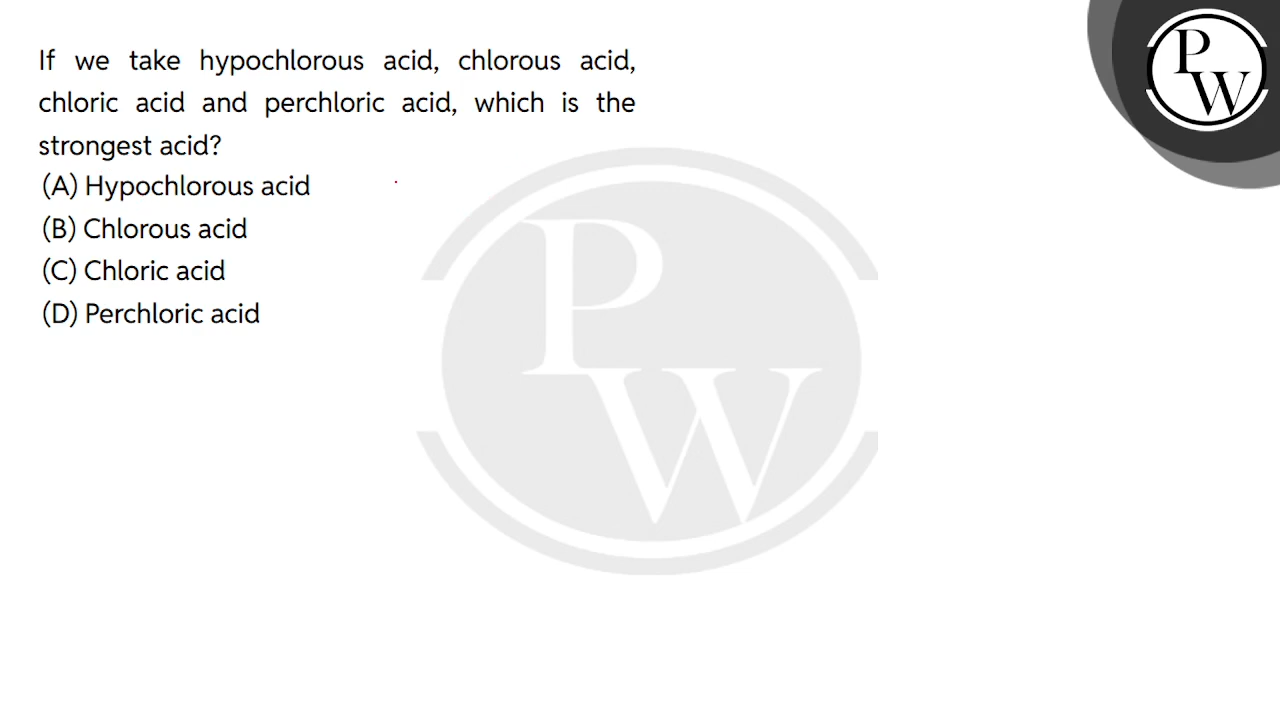 If we take hypochlorous acid, chlorous acid,
chloric acid and perchloric acid, which is the
strongest acid?
(A) Hypochlorous acid
(B) Chlorous acid
(C) Chloric acid
(D) Perchloric acid
PW
PW